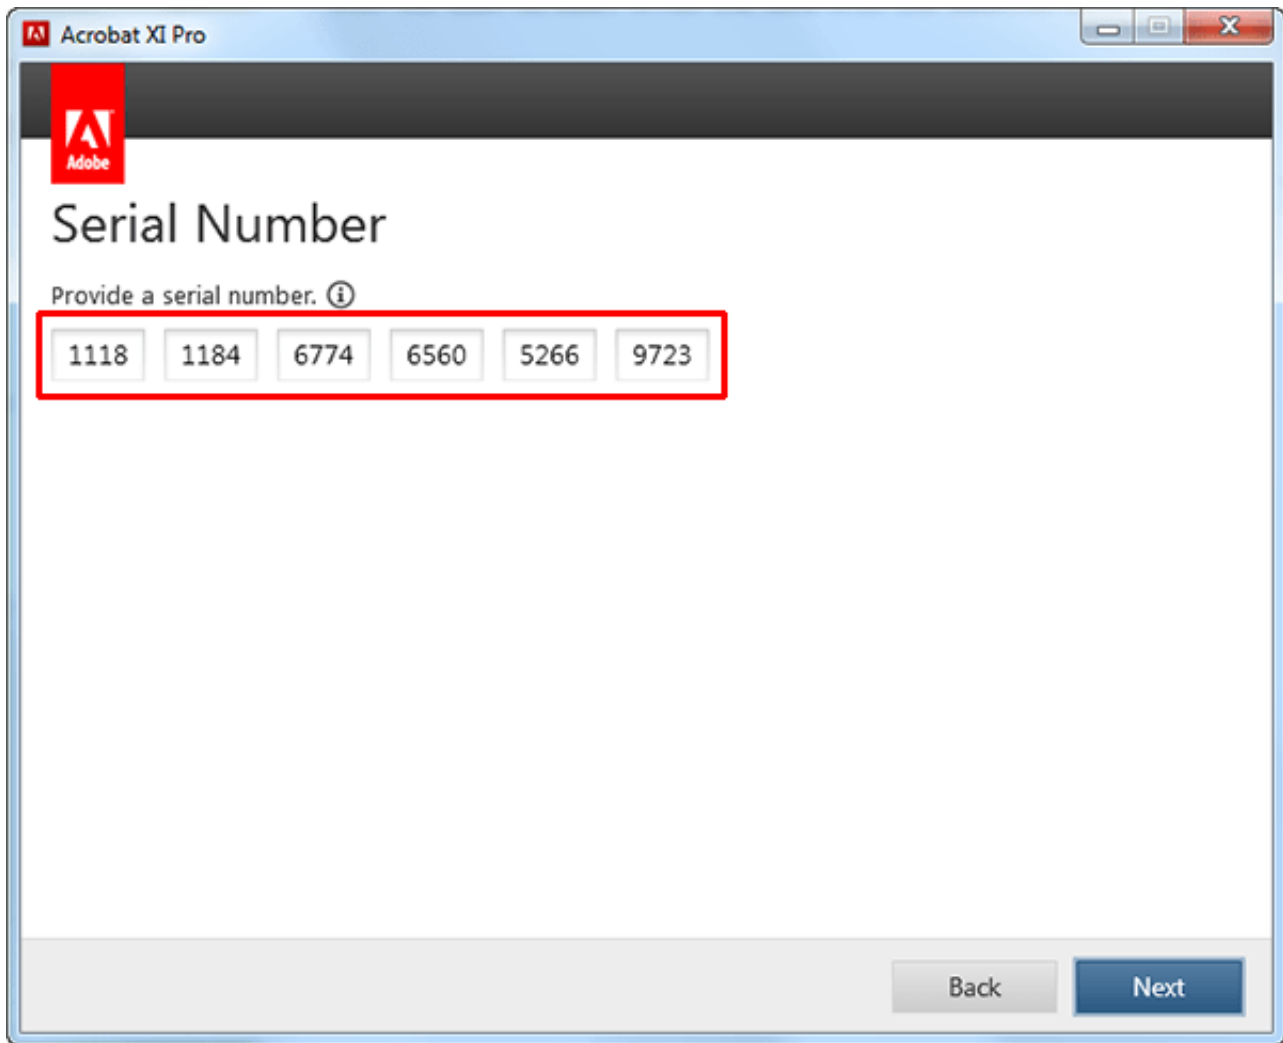 Acrobat XI Pro
Adobe
Serial Number
Provide a serial number.
1118 1184 6774 6560 5266 9723
Back Next